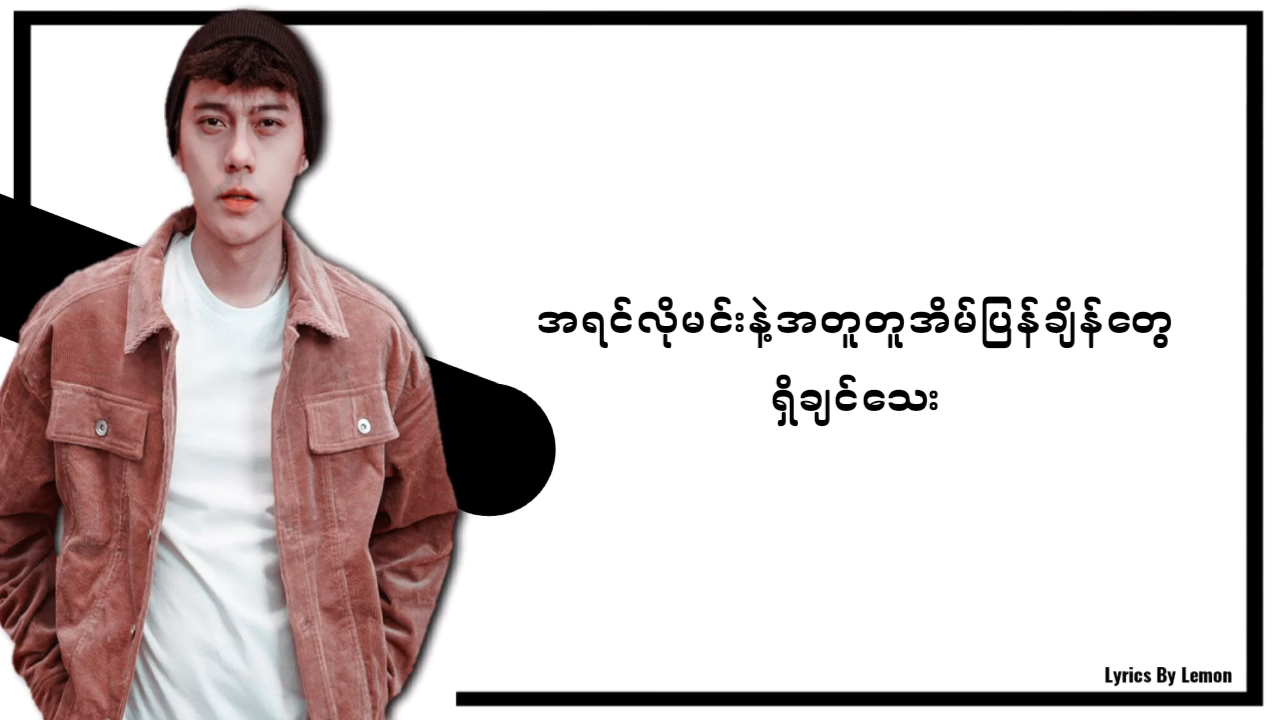 အရင်လိုမင်းနဲ့အတူတူအိမ်ပြန်ချိန်တွေ
ရှိချင်သေး
Lyrics By Lemon